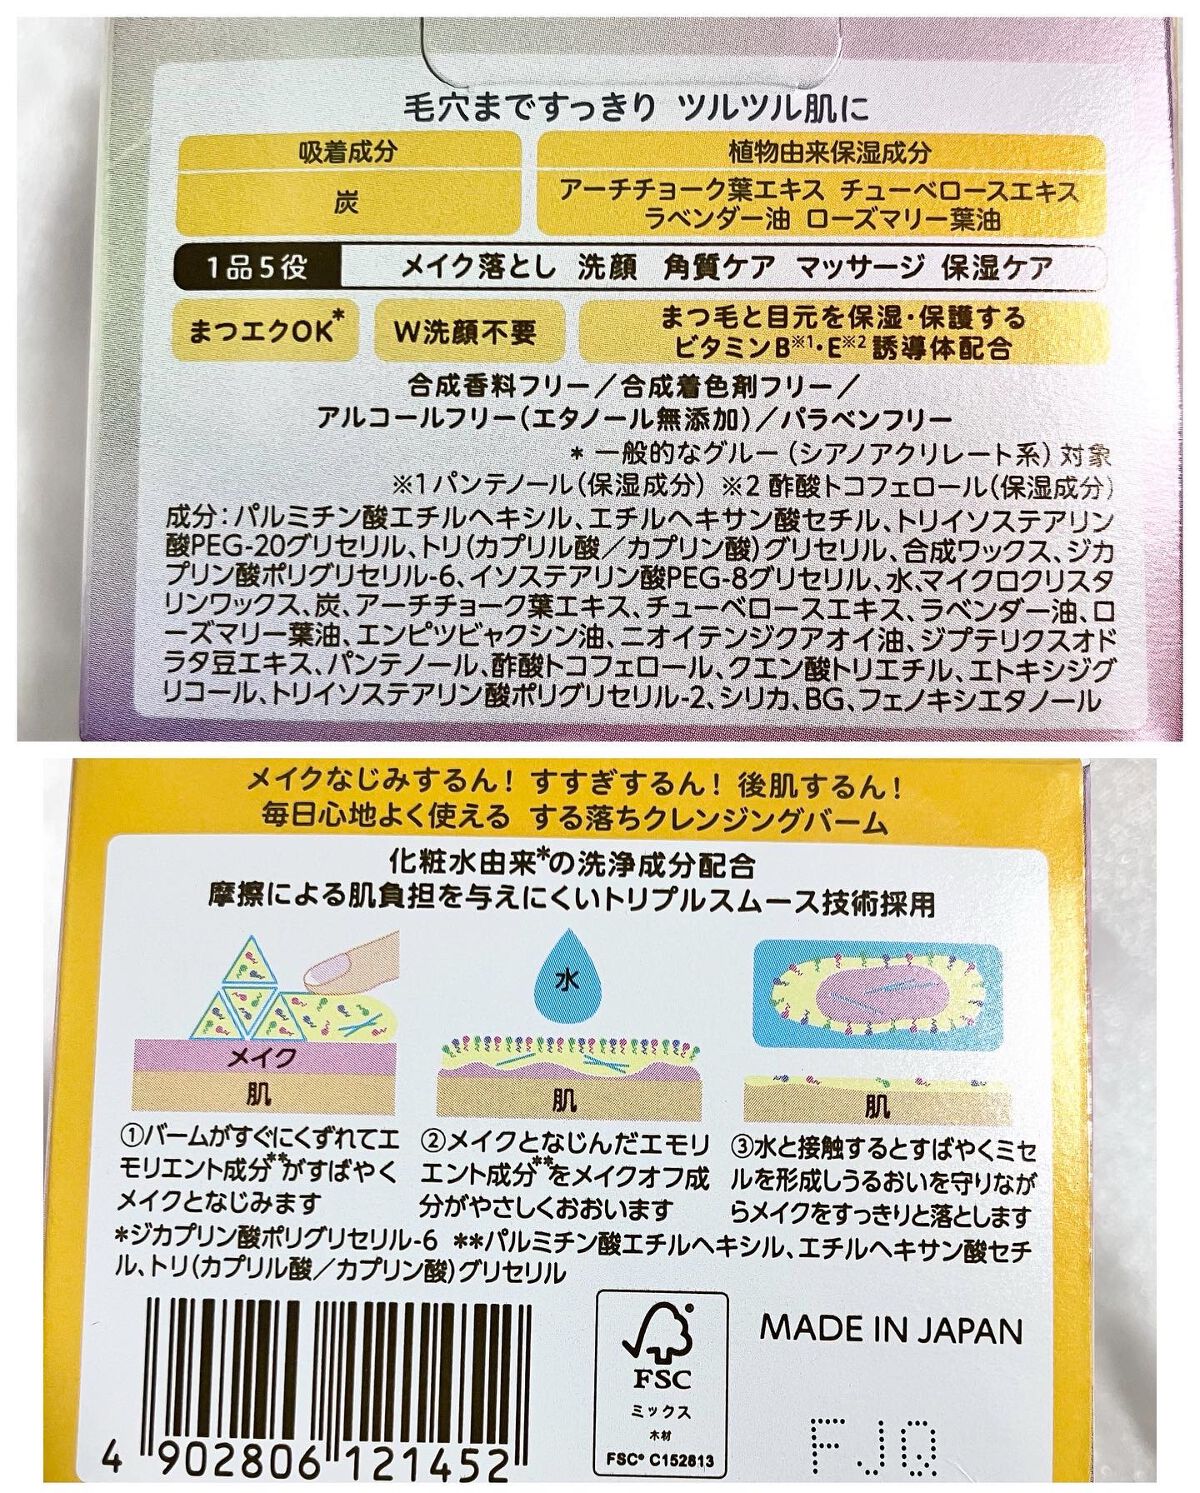 毛穴まですっきり ツルツル肌に
吸着成分
植物由来保湿成分
炭
アーチチョーク葉エキス チューベロースエキス
ラベンダー油 ローズマリー葉油
1品5役
メイク落とし 洗顔 角質ケア マッサージ 保湿ケア
まつエクOK*
W洗顔不要
まつ毛と目元を保湿・保護する
ビタミンB※1・E※2誘導体配合
合成香料フリー／合成着色剤フリー／
アルコールフリー（エタノール無添加）／パラベンフリー
* 一般的なグルー（シアノアクリレート系）対象
※1パンテノール（保湿成分） ※2酢酸トコフェロール（保湿成分）
成分：パルミチン酸エチルヘキシル、エチルヘキサン酸セチル、トリイソステアリン
酸PEG-20グリセリル、トリ（カプリル酸／カプリン酸）グリセリル、合成ワックス、ジカ
プリン酸ポリグリセリル-6、イソステアリン酸PEG-8グリセリル、水、マイクロクリスタ
リンワックス、炭、アーチチョーク葉エキス、チューベロースエキス、ラベンダー油、ロ
ーズマリー葉油、エンピツビャクシン油、ニオイテンジクアオイ油、ジプテリクスオド
ラタ豆エキス、パンテノール、酢酸トコフェロール、クエン酸トリエチル、エトキシジグ
リコール、トリイソステアリン酸ポリグリセリル-2、シリカ、BG、フェノキシエタノール
メイクなじみするん！ すすぎするん！ 後肌するん！
毎日心地よく使える する落ちクレンジングバーム
化粧水由来*の洗浄成分配合
摩擦による肌負担を与えにくいトリプルスムース技術採用
水
メイク
肌
肌
肌
①バームがすぐにくずれてエ
モリエント成分**がすばやく
メイクとなじみます
②メイクとなじんだエモリ
エント成分**をメイクオフ成
分がやさしくおおいます
③水と接触するとすばやくミセ
ルを形成しうるおいを守りなが
らメイクをすっきりと落とします
*ジカプリン酸ポリグリセリル-6 **パルミチン酸エチルヘキシル、エチルヘキサン酸セチ
ル、トリ（カプリル酸／カプリン酸）グリセリル
MADE IN JAPAN
FSC
ミックス
木材
FSC® C152813
FJQ
4 902806 121452